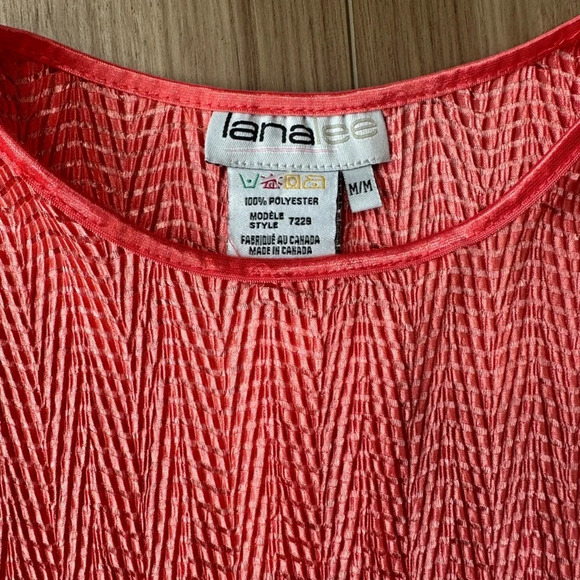 lana lee
M/M
100% POLYESTER
MODÈLE
STYLE 7229
FABRIQUÉ AU CANADA
MADE IN CANADA